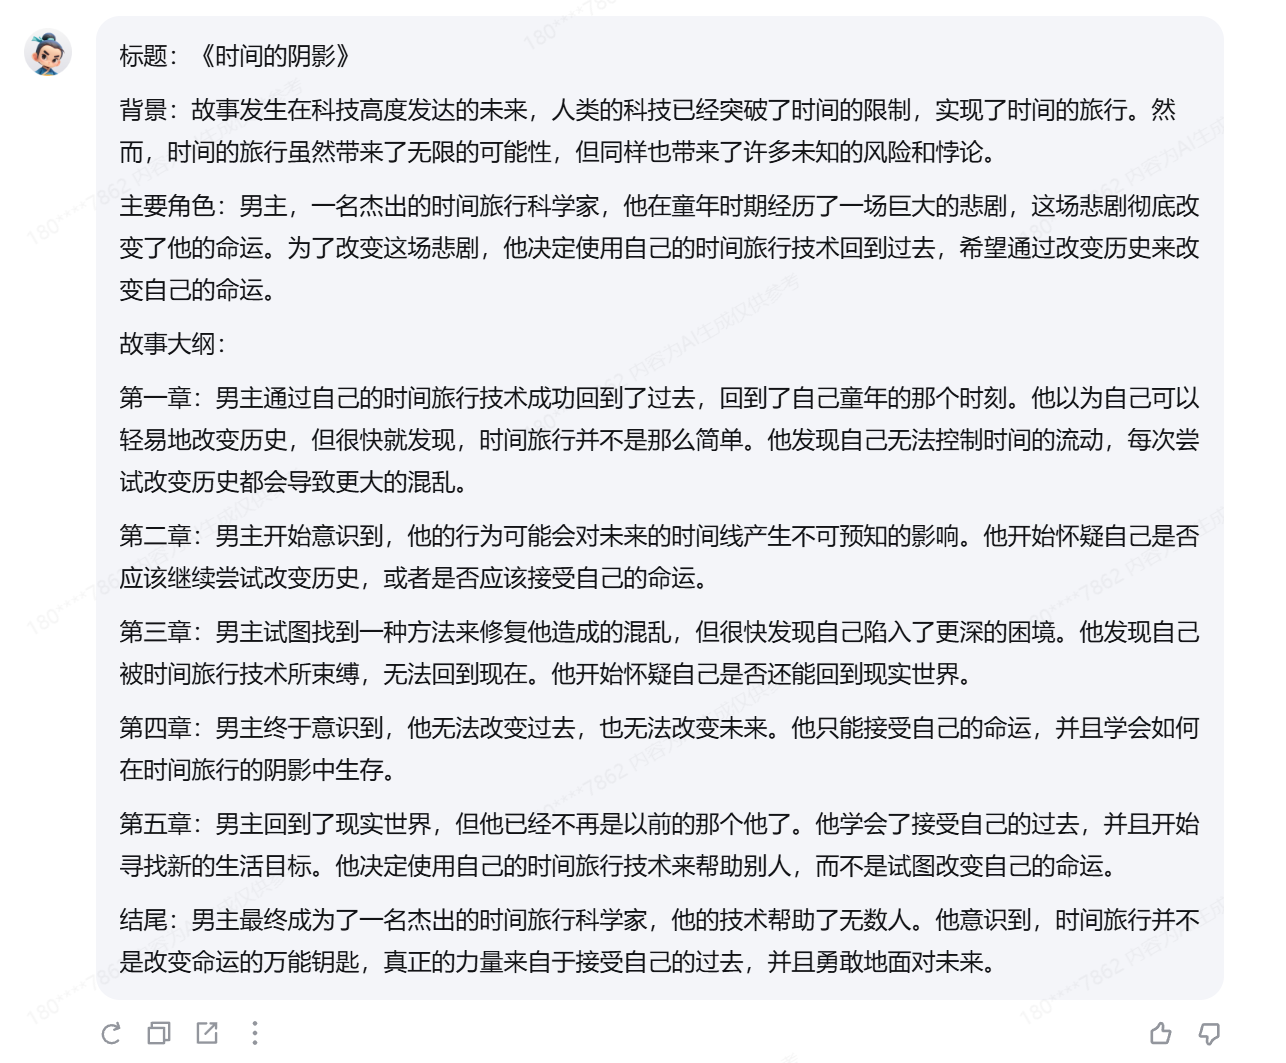 标题：《时间的阴影》
背景：故事发生在科技高度发达的未来，人类的科技已经突破了时间的限制，实现了时间的旅行。然
而，时间的旅行虽然带来了无限的可能性，但同样也带来了许多未知的风险和悖论。
主要角色：男主，一名杰出的时间旅行科学家，他在童年时期经历了一场巨大的悲剧，这场悲剧彻底改
变了他的命运。为了改变这场悲剧，他决定使用自己的时间旅行技术回到过去，希望通过改变历史来改
变自己的命运。
故事大纲：
第一章：男主通过自己的时间旅行技术成功回到了过去，回到了自己童年的那个时刻。他以为自己可以
轻易地改变历史，但很快就发现，时间旅行并不是那么简单。他发现自己无法控制时间的流动，每次尝
试改变历史都会导致更大的混乱。
第二章：男主开始意识到，他的行为可能会对未来的时间线产生不可预知的影响。他开始怀疑自己是否
应该继续尝试改变历史，或者是否应该接受自己的命运。
第三章：男主试图找到一种方法来修复他造成的混乱，但很快发现自己陷入了更深的困境。他发现自己
被时间旅行技术所束缚，无法回到现在。他开始怀疑自己是否还能回到现实世界。
第四章：男主终于意识到，他无法改变过去，也无法改变未来。他只能接受自己的命运，并且学会如何
在时间旅行的阴影中生存。
第五章：男主回到了现实世界，但他已经不再是以前的那个他了。他学会了接受自己的过去，并且开始
寻找新的生活目标。他决定使用自己的时间旅行技术来帮助别人，而不是试图改变自己的命运。
结尾：男主最终成为了一名杰出的时间旅行科学家，他的技术帮助了无数人。他意识到，时间旅行并不
是改变命运的万能钥匙，真正的力量来自于接受自己的过去，并且勇敢地面对未来。
180****7862 内容为AI生成仅供参考